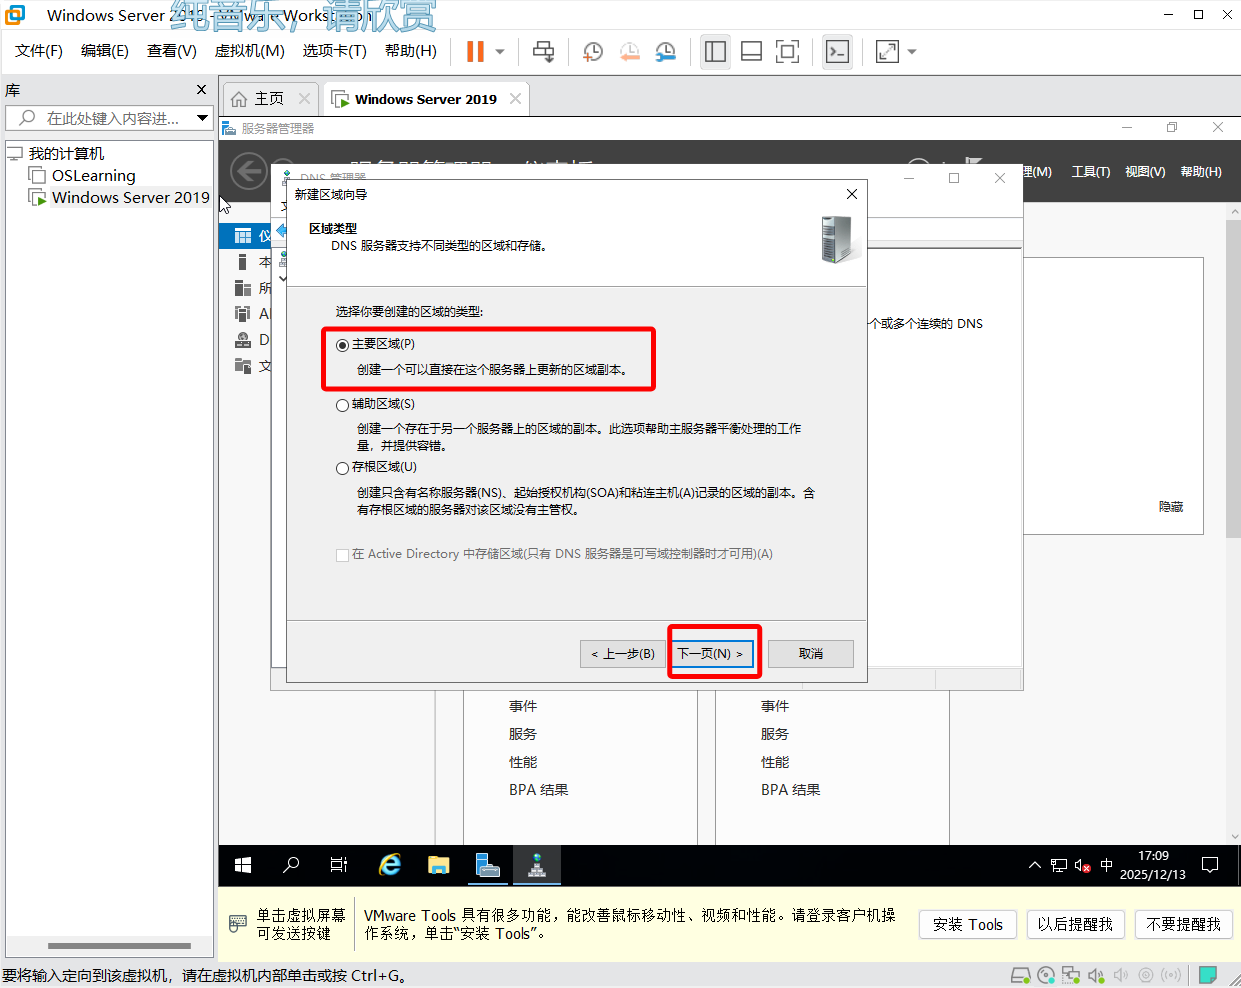 Windows Server 2019 - VMware Workstation
纯音乐，请欣赏
文件(F) 编辑(E) 查看(V) 虚拟机(M) 选项卡(T) 帮助(H)
库
在此处键入内容进...
我的计算机
OSLearning
Windows Server 2019
主页
Windows Server 2019
服务器管理器
工具(T) 视图(V) 帮助(H)
DNS 管理器
新建区域向导
区域类型
DNS 服务器支持不同类型的区域和存储。
选择你要创建的区域的类型:
主要区域(P)
创建一个可以直接在这个服务器上更新的区域副本。
辅助区域(S)
创建一个存在于另一个服务器上的区域的副本。此选项帮助主服务器平衡处理的工作
量，并提供容错。
存根区域(U)
创建只含有名称服务器(NS)、起始授权机构(SOA)和粘连主机(A)记录的区域的副本。含
有存根区域的服务器对该区域没有主管权。
在 Active Directory 中存储区域(只有 DNS 服务器是可写域控制器时才可用)(A)
< 上一步(B)
下一页(N) >
取消
个或多个连续的 DNS
隐藏
事件
服务
性能
BPA 结果
事件
服务
性能
BPA 结果
中
17:09
2025/12/13
单击虚拟屏幕
可发送按键
VMware Tools 具有很多功能，能改善鼠标移动性、视频和性能。请登录客户机操
作系统，单击“安装 Tools”。
安装 Tools
以后提醒我
不要提醒我
要将输入定向到该虚拟机，请在虚拟机内部单击或按 Ctrl+G。